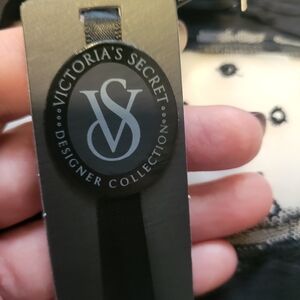 VICTORIA'S SECRET
VS
DESIGNER COLLECTION